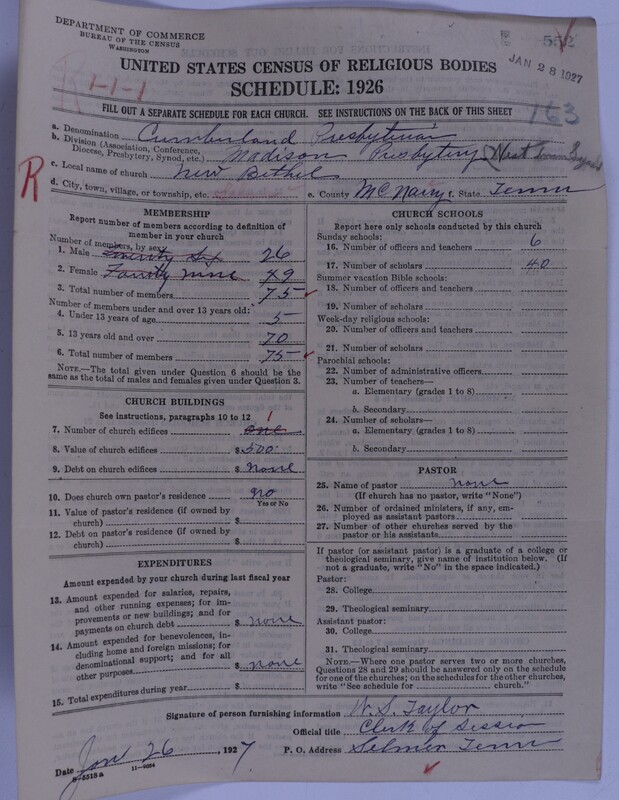 DEPARTMENT OF COMMERCE
BUREAU OF THE CENSUS
WASHINGTON
552
JAN 28 1927
1-1-1
UNITED STATES CENSUS OF RELIGIOUS BODIES
SCHEDULE: 1926
163
FILL OUT A SEPARATE SCHEDULE FOR EACH CHURCH. SEE INSTRUCTIONS ON THE BACK OF THIS SHEET
a. Denomination Cumberland Presbyterian
b. Division (Association, Conference, Diocese, Presbytery, Synod, etc.) Madison Presbytery (West Tenn Synod
c. Local name of church New Bethel
R
d. City, town, village, or township, etc. e. County McNairy f. State Tenn
MEMBERSHIP
Report number of members according to definition of member in your church
Number of members, by sex:
1. Male Twenty Six 26
2. Female Fourty nine 49
3. Total number of members 75
Number of members under and over 13 years old:
4. Under 13 years of age 5
5. 13 years old and over 70
6. Total number of members 75
NOTE.—The total given under Question 6 should be the same as the total of males and females given under Question 3.
CHURCH BUILDINGS
See instructions, paragraphs 10 to 12
7. Number of church edifices one 1
8. Value of church edifices $ 500.
9. Debt on church edifices $ none
10. Does church own pastor's residence no
Yes or No
11. Value of pastor's residence (if owned by church) $
12. Debt on pastor's residence (if owned by church) $
EXPENDITURES
Amount expended by your church during last fiscal year
13. Amount expended for salaries, repairs, and other running expenses; for improvements or new buildings; and for payments on church debt $ none
14. Amount expended for benevolences, including home and foreign missions; for denominational support; and for all other purposes $ none
15. Total expenditures during year $
CHURCH SCHOOLS
Report here only schools conducted by this church
Sunday schools:
16. Number of officers and teachers 6
17. Number of scholars 40
Summer vacation Bible schools:
18. Number of officers and teachers
19. Number of scholars
Week-day religious schools:
20. Number of officers and teachers
21. Number of scholars
Parochial schools:
22. Number of administrative officers
23. Number of teachers—
a. Elementary (grades 1 to 8)
b. Secondary
24. Number of scholars—
a. Elementary (grades 1 to 8)
b. Secondary
PASTOR
25. Name of pastor none
(If church has no pastor, write "None")
26. Number of ordained ministers, if any, employed as assistant pastors
27. Number of other churches served by the pastor or his assistants
If pastor (or assistant pastor) is a graduate of a college or theological seminary, give name of institution below. (If not a graduate, write "No" in the space indicated.)
Pastor:
28. College
29. Theological seminary
Assistant pastor:
30. College
31. Theological seminary
NOTE.—Where one pastor serves two or more churches, Questions 28 and 29 should be answered only on the schedule for one of the churches; on the schedules for the other churches, write "See schedule for church."
Signature of person furnishing information W. S. Taylor
Official title Clerk of Session
Date Jan 26, 1927 P. O. Address Selmer Tenn
8-5518 a 11-9084